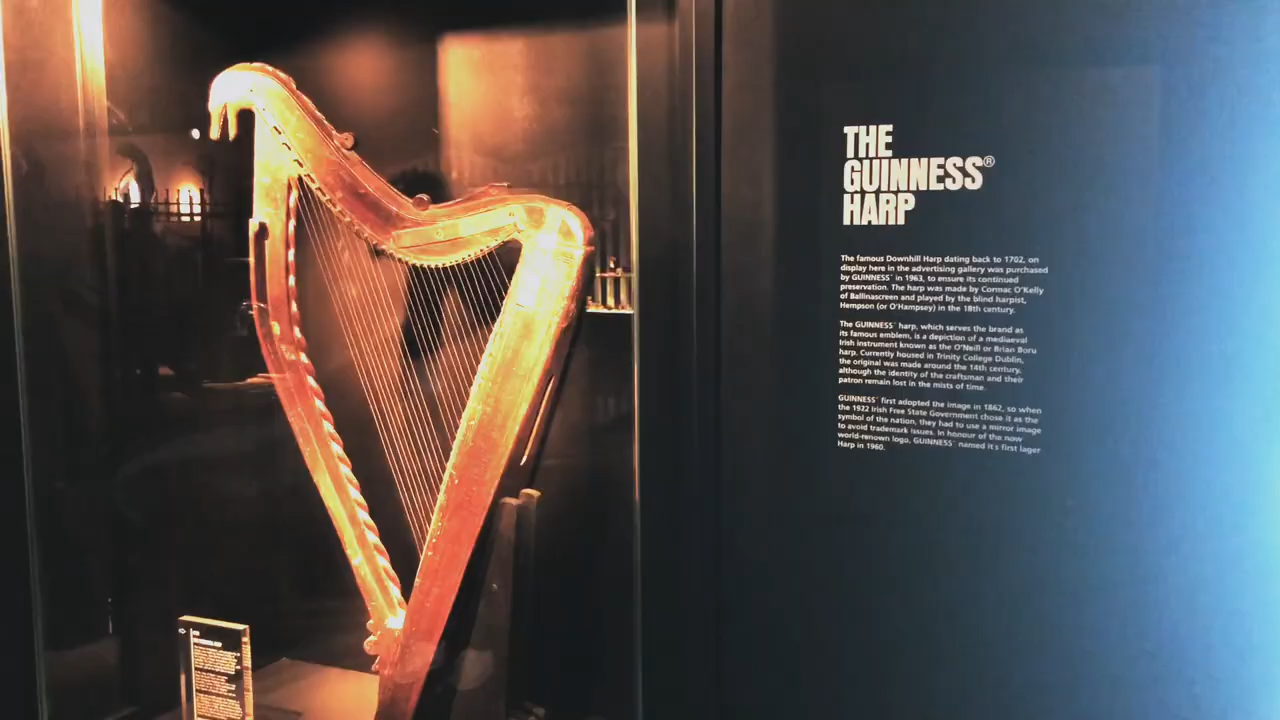 THE
GUINNESS®
HARP
The famous Downhill Harp dating back to 1702, on
display here in the advertising gallery was purchased
by GUINNESS® in 1963, to ensure its continued
preservation. The harp was made by Cormac O'Kelly
of Ballinascreen and played by the blind harpist,
Hempson (or O'Hampsey) in the 18th century.
The GUINNESS® harp, which serves the brand as
its famous emblem, is a depiction of a mediaeval
Irish instrument known as the O'Neill or Brian Boru
harp. Currently housed in Trinity College Dublin,
the original was made around the 14th century,
although the identity of the craftsman and their
patron remain lost in the mists of time.
GUINNESS® first adopted the image in 1862, so when
the 1922 Irish Free State Government chose it as the
symbol of the nation, they had to use a mirror image
to avoid trademark issues. In honour of the now
world-renown logo, GUINNESS® named it's first lager
Harp in 1960.